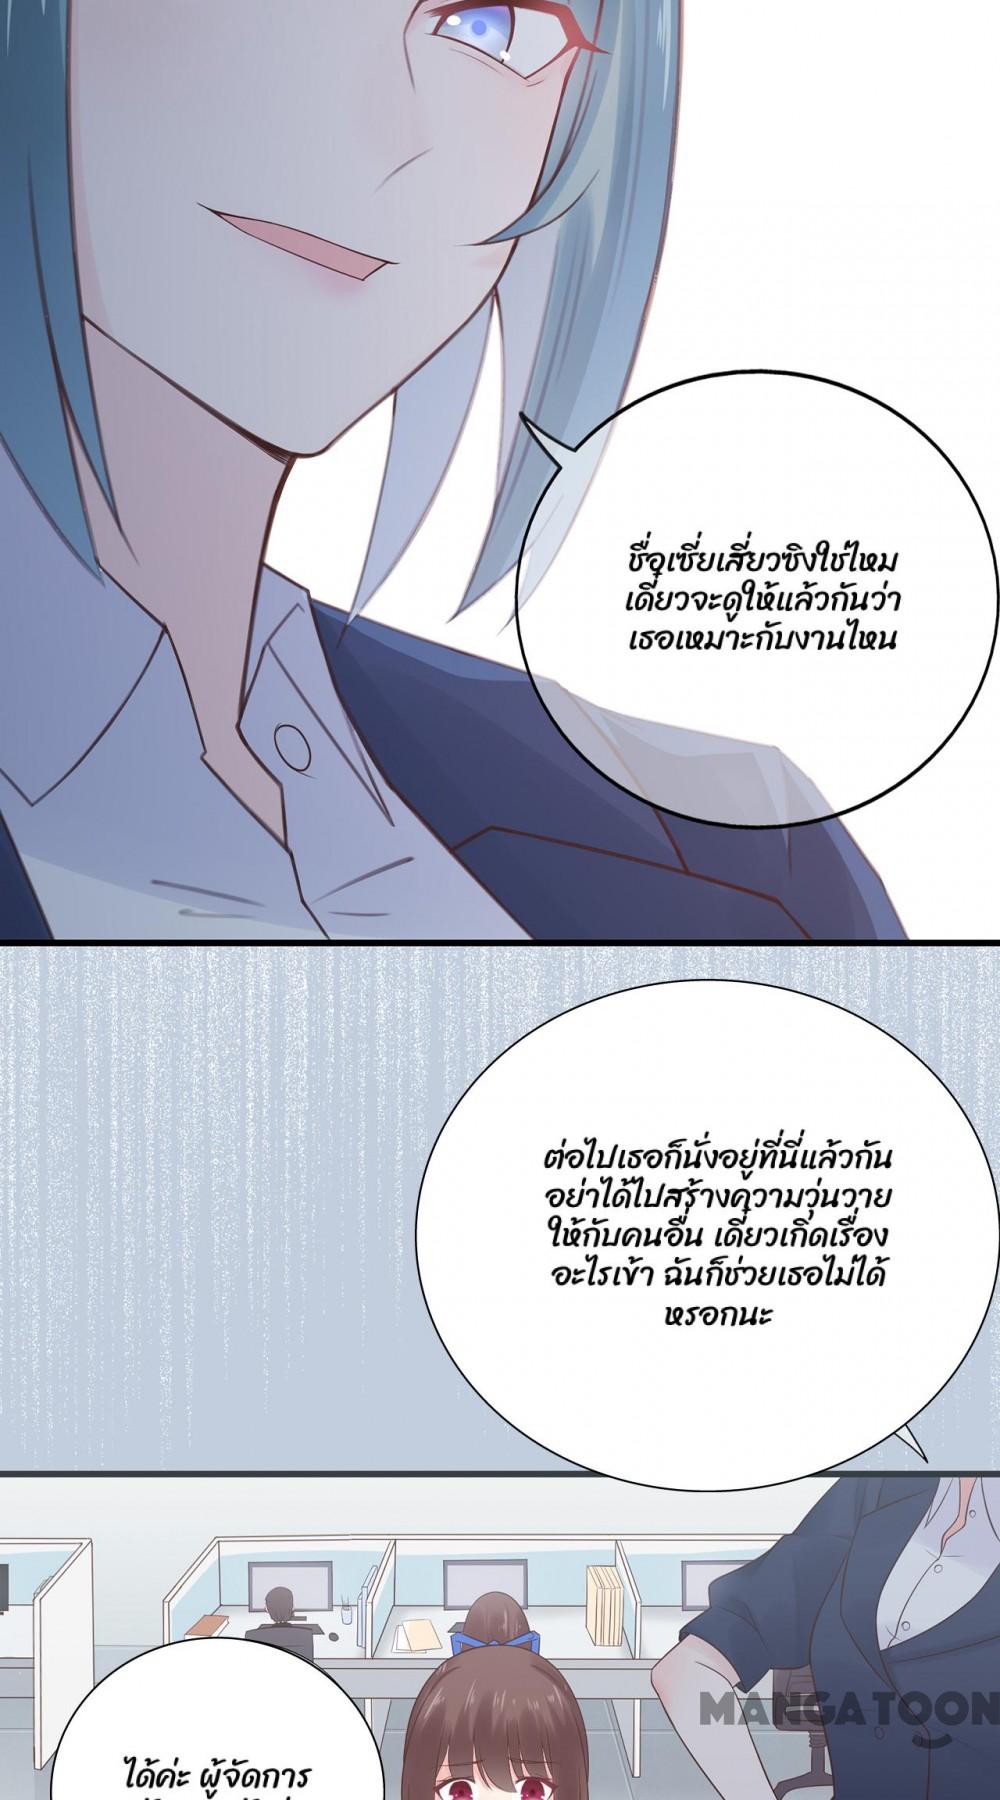 ชื่อเซี่ยเสี่ยวซิงใช่ไหม
เดี๋ยวจะดูให้แล้วกันว่า
เธอเหมาะกับงานไหน
ต่อไปเธอก็นั่งอยู่ที่นี่แล้วกัน
อย่าได้ไปสร้างความวุ่นวาย
ให้กับคนอื่น เดี๋ยวเกิดเรื่อง
อะไรเข้า ฉันก็ช่วยเธอไม่ได้
หรอกนะ
MANGATOON
ได้ค่ะ ผู้จัดการ